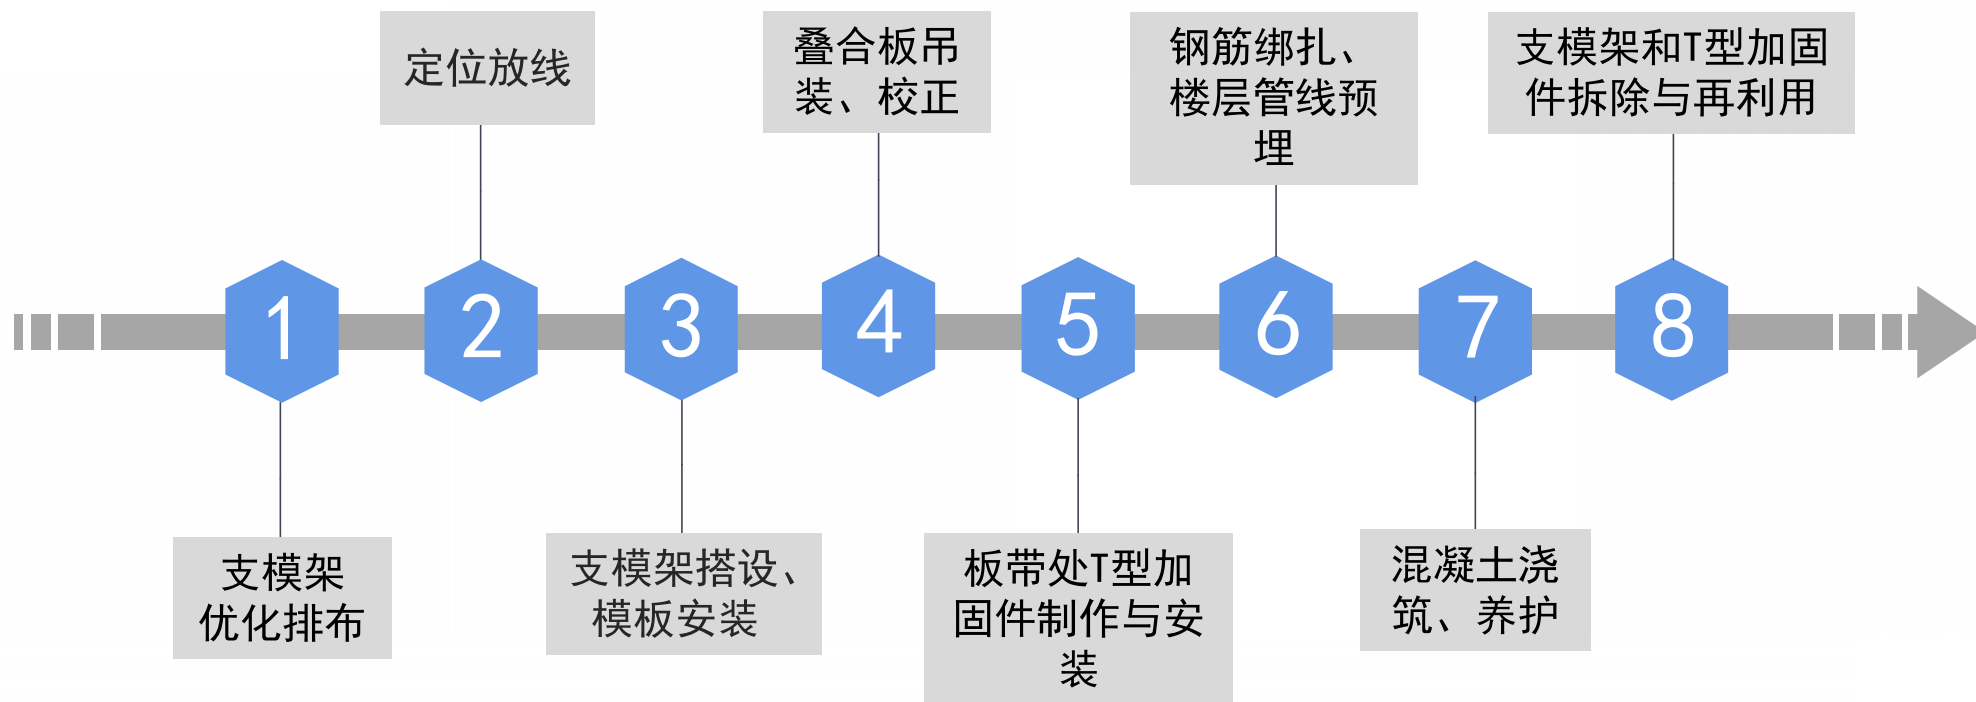 定位放线
叠合板吊
装、校正
钢筋绑扎、
楼层管线预
埋
支模架和T型加固
件拆除与再利用
1
2
3
4
5
6
7
8
支模架
优化排布
支模架搭设、
模板安装
板带处T型加
固件制作与安
装
混凝土浇
筑、养护